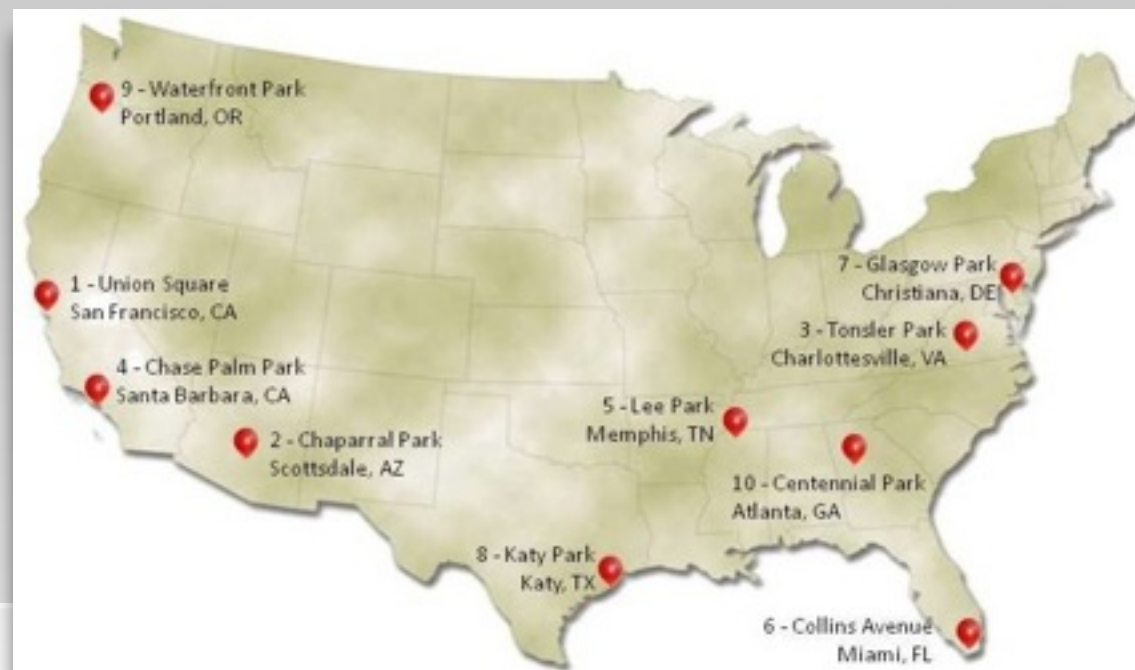 9 - Waterfront Park
Portland, OR
1 - Union Square
San Francisco, CA
4 - Chase Palm Park
Santa Barbara, CA
2 - Chaparral Park
Scottsdale, AZ
7 - Glasgow Park
Christiana, DE
3 - Tonsler Park
Charlottesville, VA
5 - Lee Park
Memphis, TN
10 - Centennial Park
Atlanta, GA
8 - Katy Park
Katy, TX
6 - Collins Avenue
Miami, FL